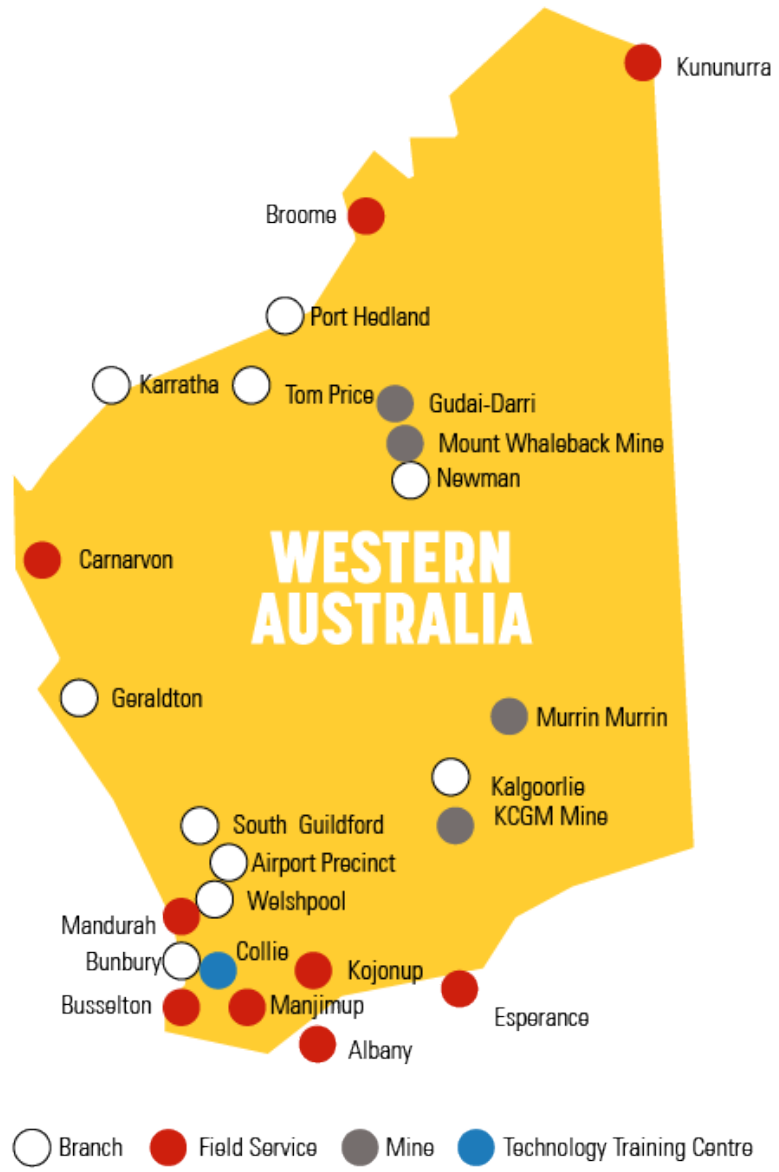 Kununurra
Broome
Port Hedland
Karratha
Tom Price
Gudai-Darri
Mount Whaleback Mine
Newman
WESTERN
AUSTRALIA
Carnarvon
Geraldton
Murrin Murrin
Kalgoorlie
KCGM Mine
South Guildford
Airport Precinct
Welshpool
Mandurah
Bunbury
Collie
Kojonup
Busselton
Manjimup
Esperance
Albany
Branch
Field Service
Mine
Technology Training Centre